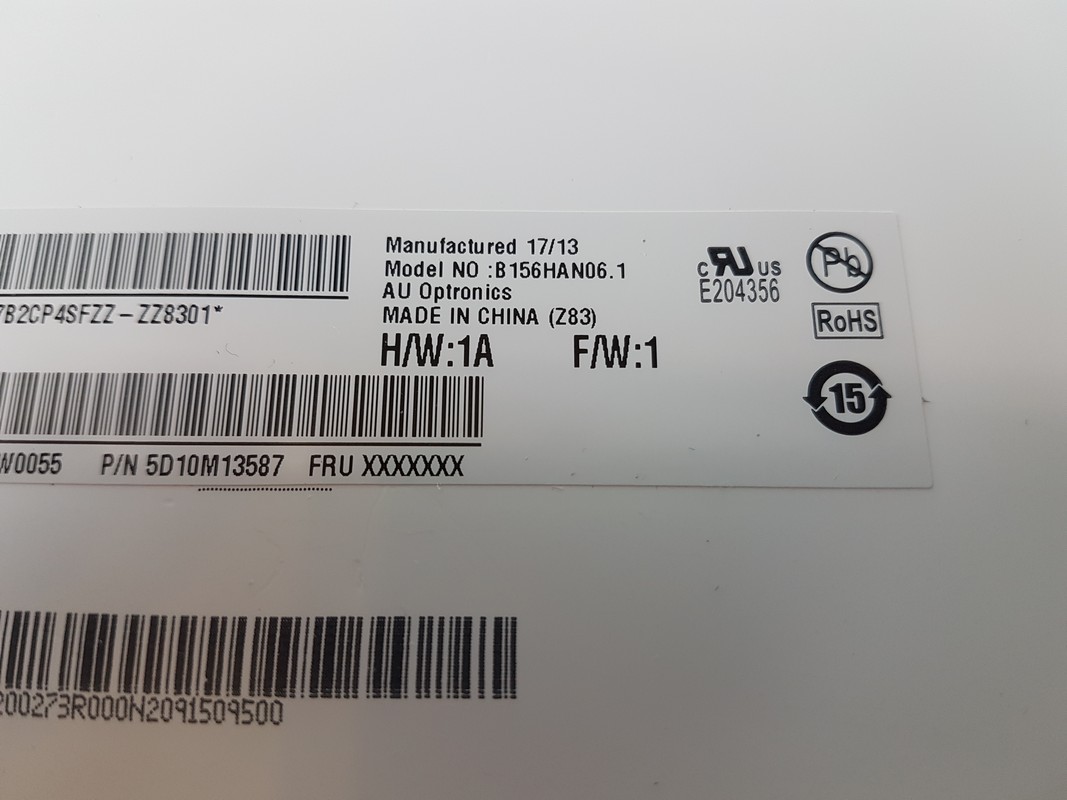 Manufactured 17/13
Model NO :B156HAN06.1
AU Optronics
MADE IN CHINA (Z83)
H/W:1A F/W:1
7B2CP4SFZZ-ZZ8301*
c RU US
E204356
Pb
RoHS
15
W0055 P/N 5D10M13587 FRU XXXXXXX
200273R000N2091509500